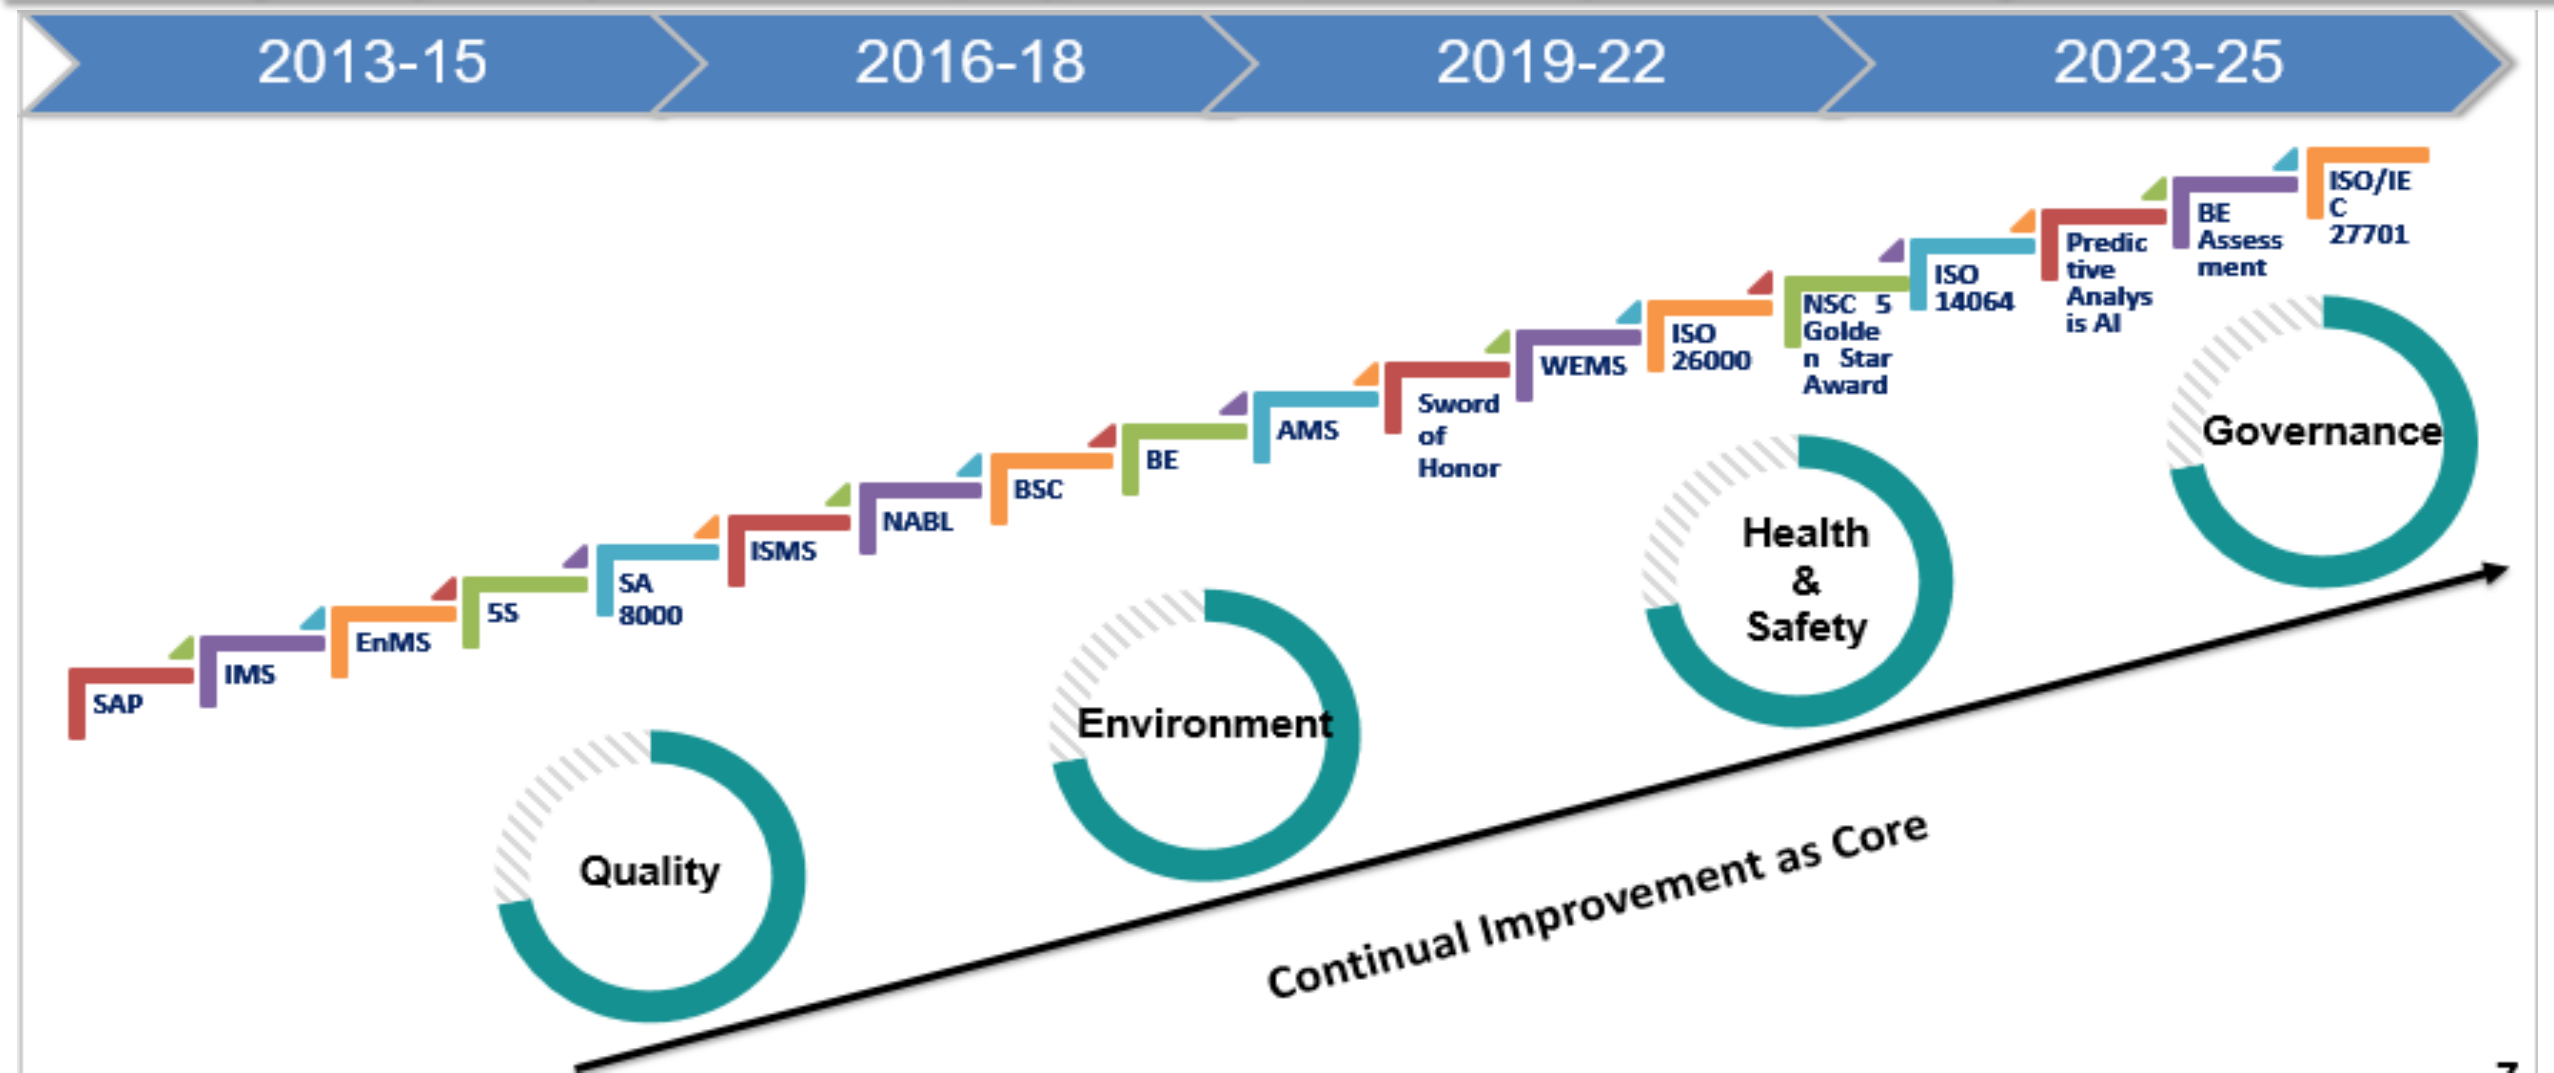 2013-15
2016-18
2019-22
2023-25
SAP
IMS
EnMS
5S
SA
8000
ISMS
NABL
BSC
BE
AMS
Sword
of
Honor
WEMS
ISO
26000
NSC 5
Golde
n Star
Award
ISO
14064
Predic
tive
Analys
is AI
BE
Assess
ment
ISO/IE
C
27701
Quality
Environment
Health
&
Safety
Governance
Continual Improvement as Core